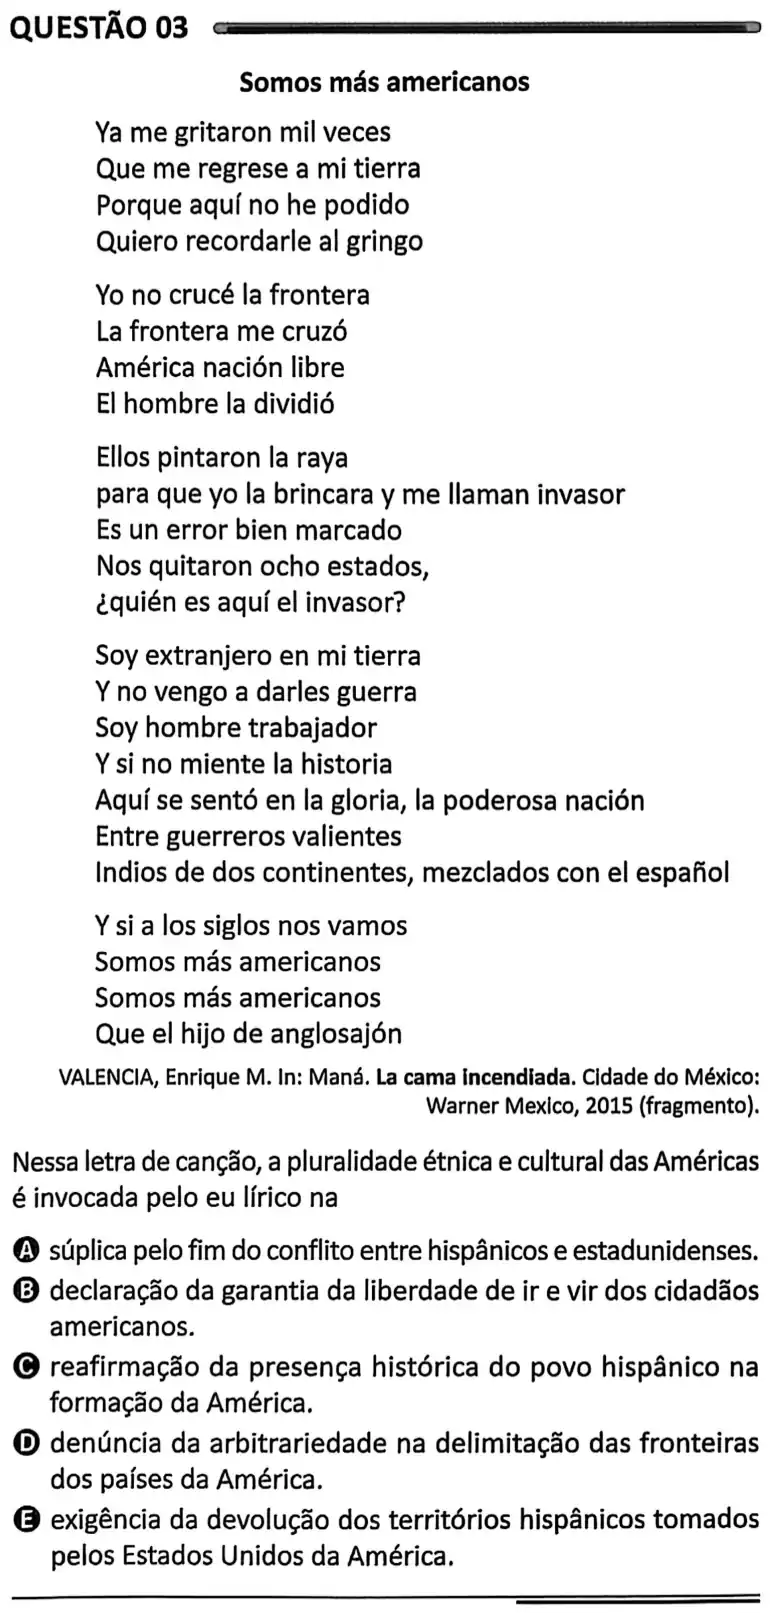 QUESTÃO 03
Somos más americanos
Ya me gritaron mil veces
Que me regrese a mi tierra
Porque aquí no he podido
Quiero recordarle al gringo
Yo no crucé la frontera
La frontera me cruzó
América nación libre
El hombre la dividió
Ellos pintaron la raya
para que yo la brincara y me llaman invasor
Es un error bien marcado
Nos quitaron ocho estados,
¿quién es aquí el invasor?
Soy extranjero en mi tierra
Y no vengo a darles guerra
Soy hombre trabajador
Y si no miente la historia
Aquí se sentó en la gloria, la poderosa nación
Entre guerreros valientes
Indios de dos continentes, mezclados con el español
Y si a los siglos nos vamos
Somos más americanos
Somos más americanos
Que el hijo de anglosajón
VALENCIA, Enrique M. In: Maná. La cama incendiada. Cidade do México:
Warner Mexico, 2015 (fragmento).
Nessa letra de canção, a pluralidade étnica e cultural das Américas
é invocada pelo eu lírico na
A súplica pelo fim do conflito entre hispânicos e estadunidenses.
B declaração da garantia da liberdade de ir e vir dos cidadãos
americanos.
C reafirmação da presença histórica do povo hispânico na
formação da América.
D denúncia da arbitrariedade na delimitação das fronteiras
dos países da América.
E exigência da devolução dos territórios hispânicos tomados
pelos Estados Unidos da América.